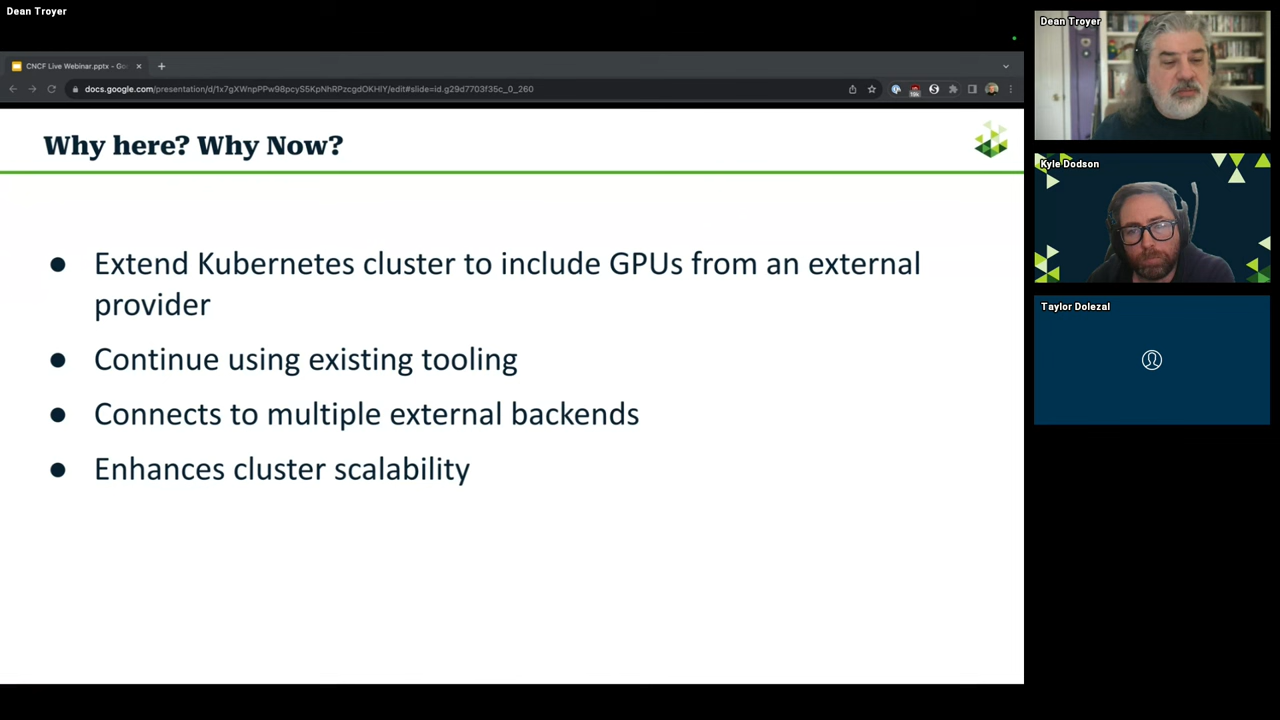 Dean Troyer
CNCF Live Webinar.pptx - Go
docs.google.com/presentation/d/1x7gXWnpPPw98pcyS5KpNhRPzcgdOKHlY/edit#slide=id.g29d7703f35c_0_260
Why here? Why Now?
● Extend Kubernetes cluster to include GPUs from an external
provider
● Continue using existing tooling
● Connects to multiple external backends
● Enhances cluster scalability
Dean Troyer
Kyle Dodson
Taylor Dolezal